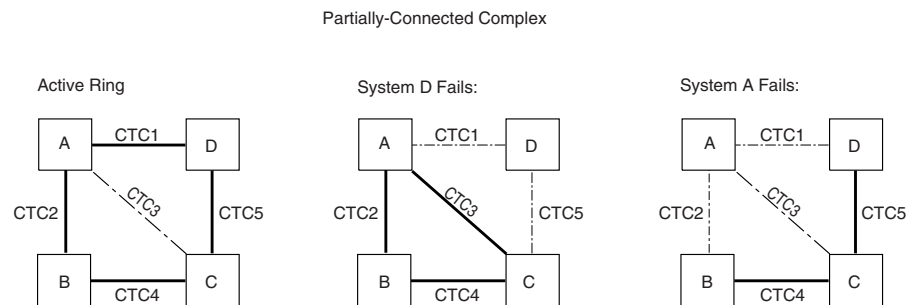 Partially-Connected Complex
Active Ring
A
CTC1
D
CTC2
CTC3
CTC5
B
CTC4
C
System D Fails:
A
CTC1
D
CTC2
CTC3
CTC5
B
CTC4
C
System A Fails:
A
CTC1
D
CTC2
CTC3
CTC5
B
CTC4
C